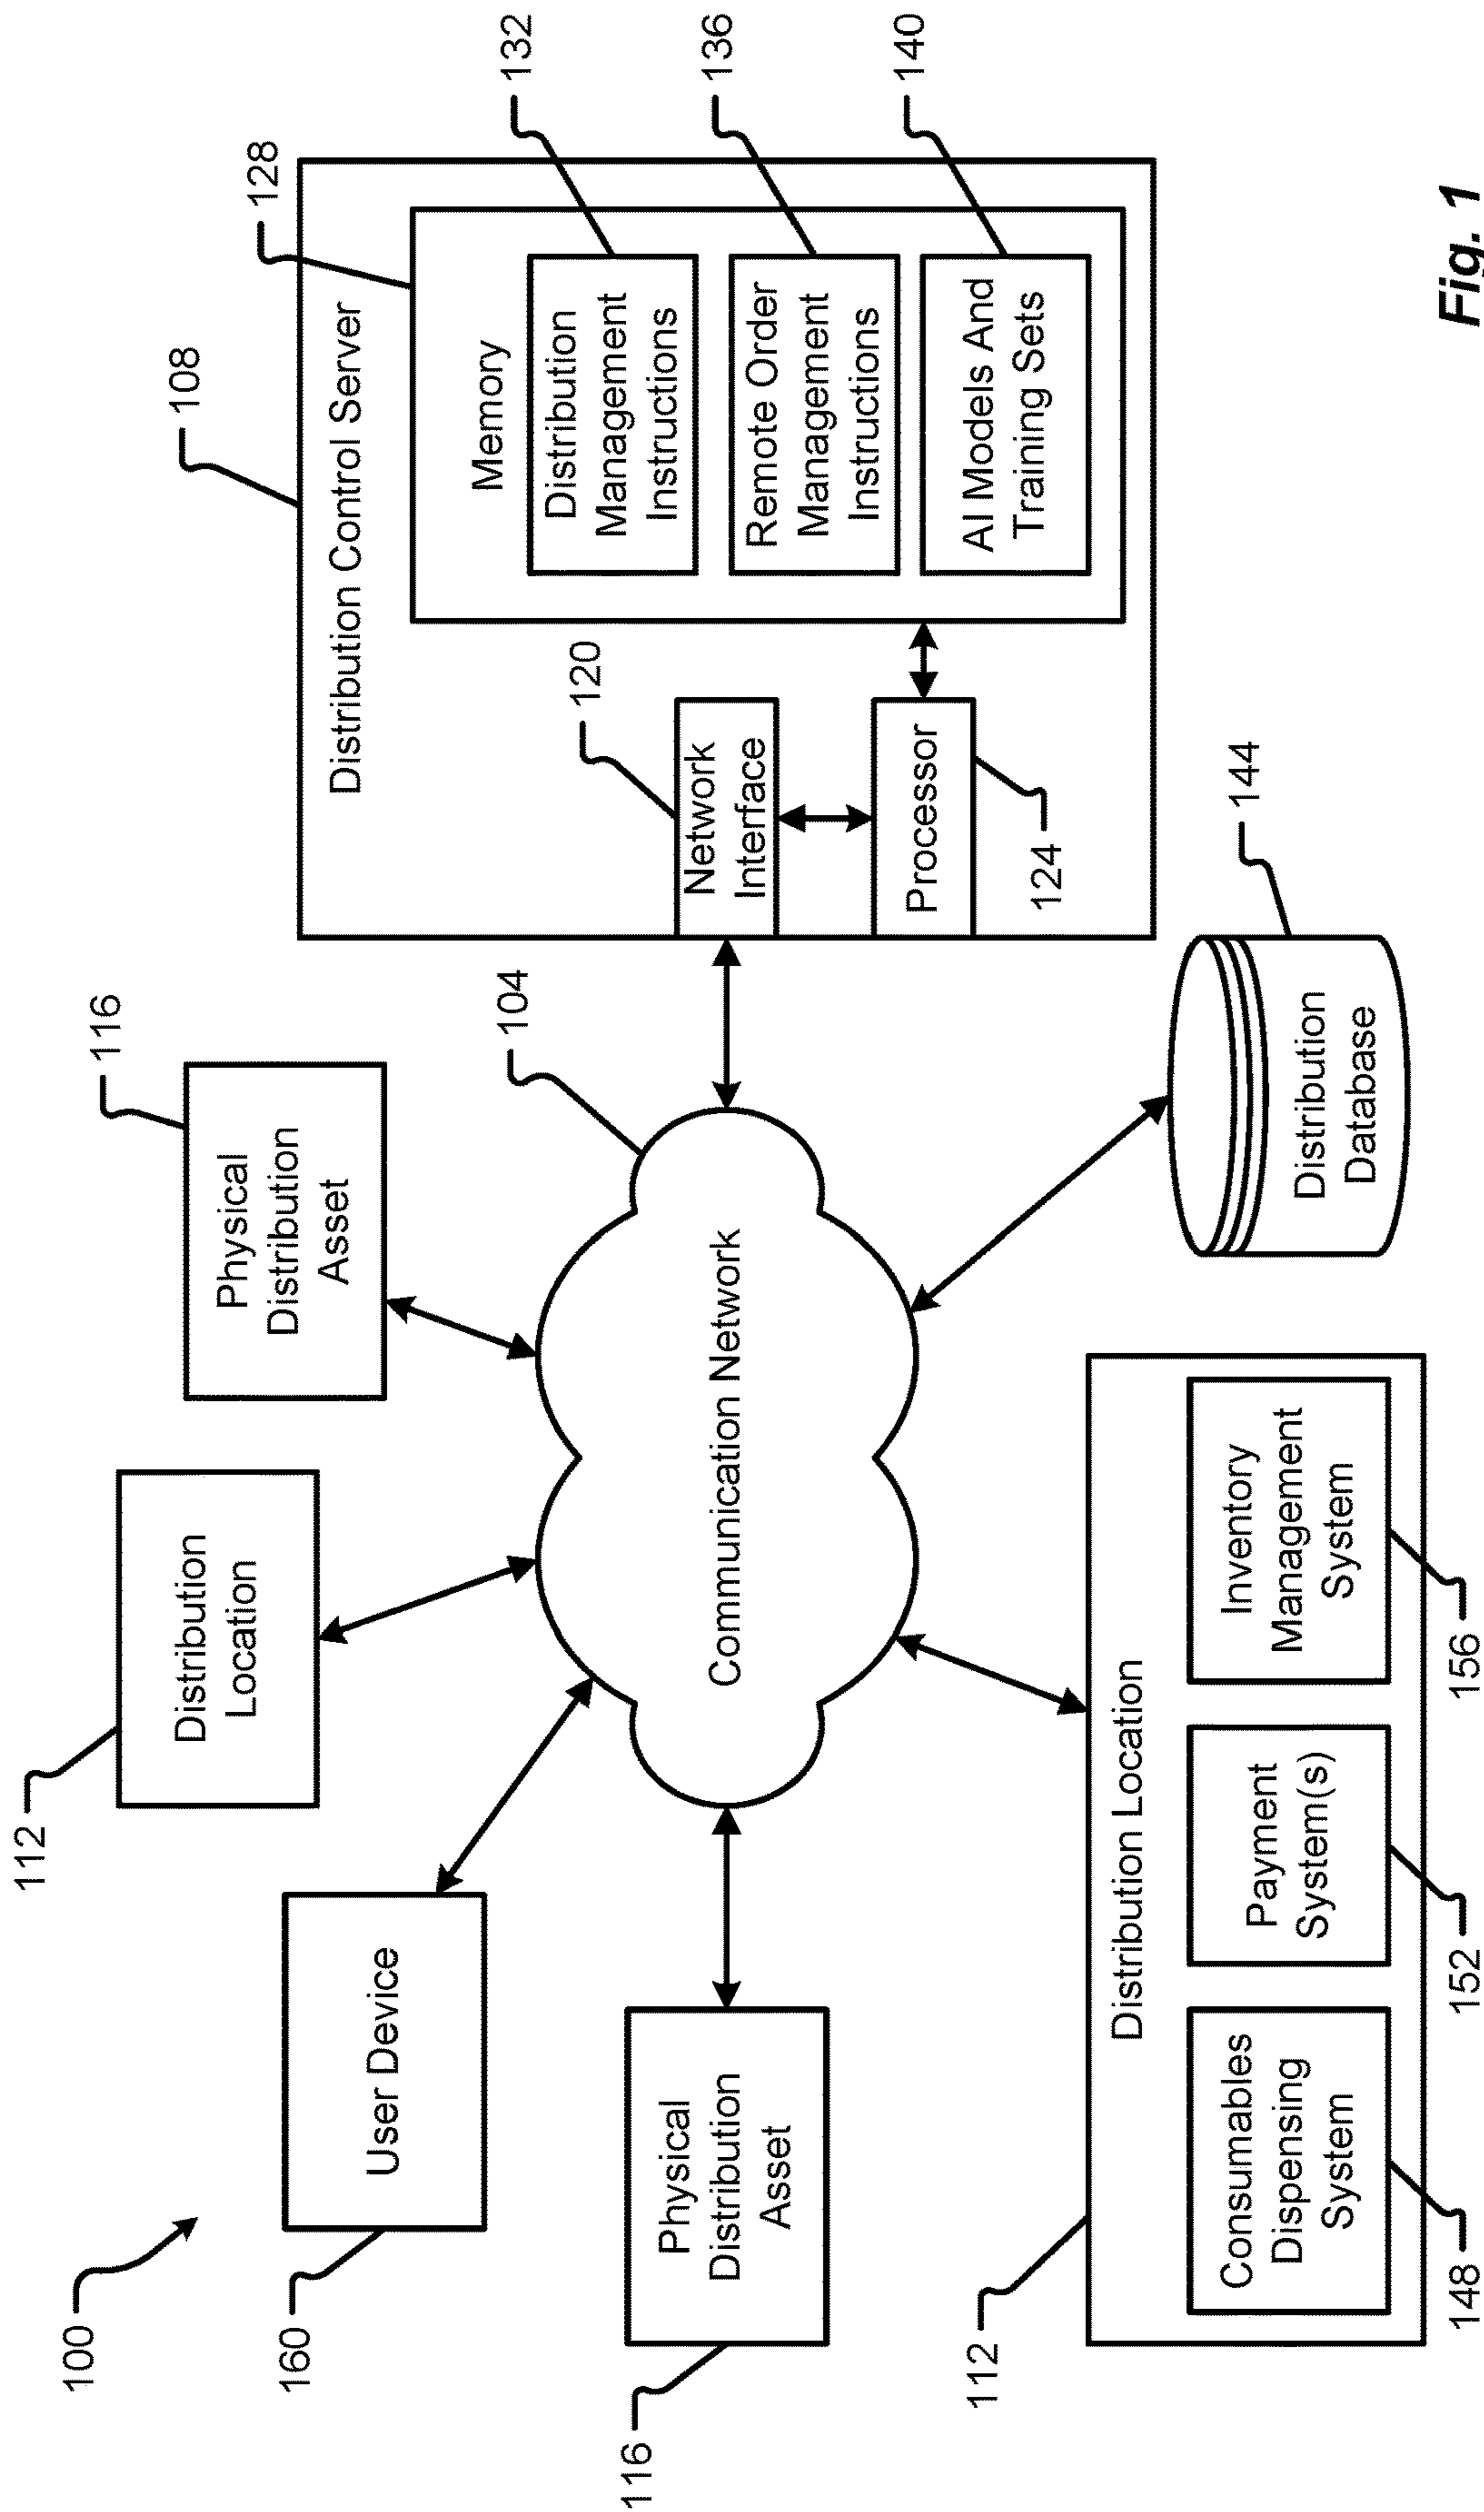 100
112
116
108
128
132
136
140
160
User Device
Distribution
Location
Physical
Distribution
Asset
104
120
Distribution Control Server
Memory
Distribution
Management
Instructions
Remote Order
Management
Instructions
AI Models And
Training Sets
Network
Interface
Processor
124
Physical
Distribution
Asset
116
Communication Network
144
Distribution
Database
112
Distribution Location
Consumables
Dispensing
System
Payment
System(s)
Inventory
Management
System
148
152
156
Fig. 1